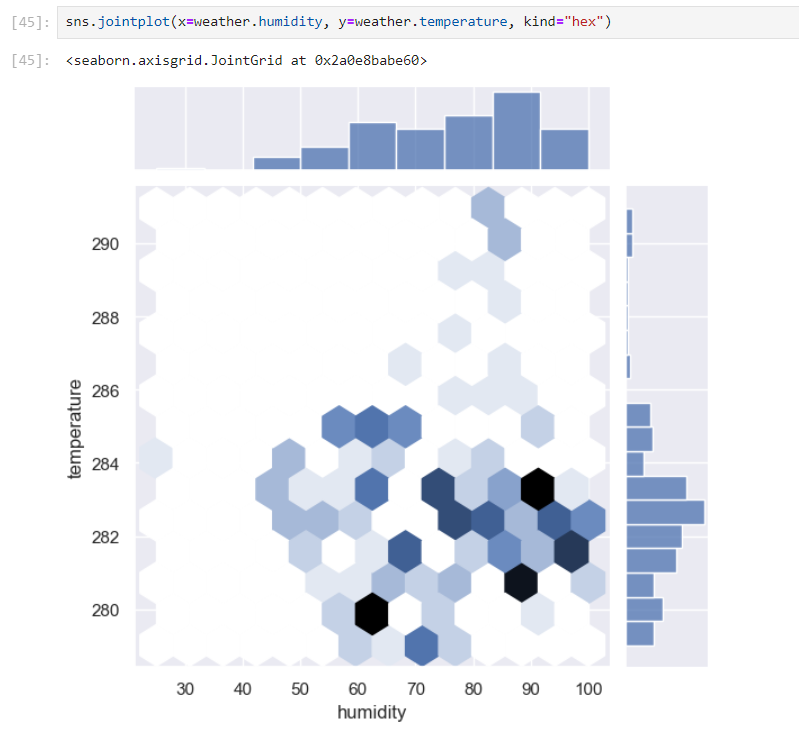 [45]: sns.jointplot(x=weather.humidity, y=weather.temperature, kind="hex")
[45]: <seaborn.axisgrid.JointGrid at 0x2a0e8babe60>
290
288
286
temperature
284
282
280
30 40 50 60 70 80 90 100
humidity